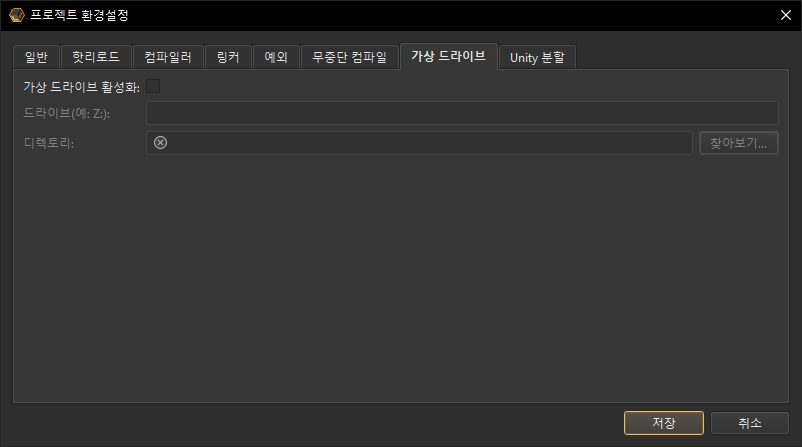 프로젝트 환경설정
일반 핫리로드 컴파일러 링커 예외 무중단 컴파일 가상 드라이브 Unity 분할
가상 드라이브 활성화:
드라이브(예: Z:):
디렉토리: 찾아보기...
저장 취소